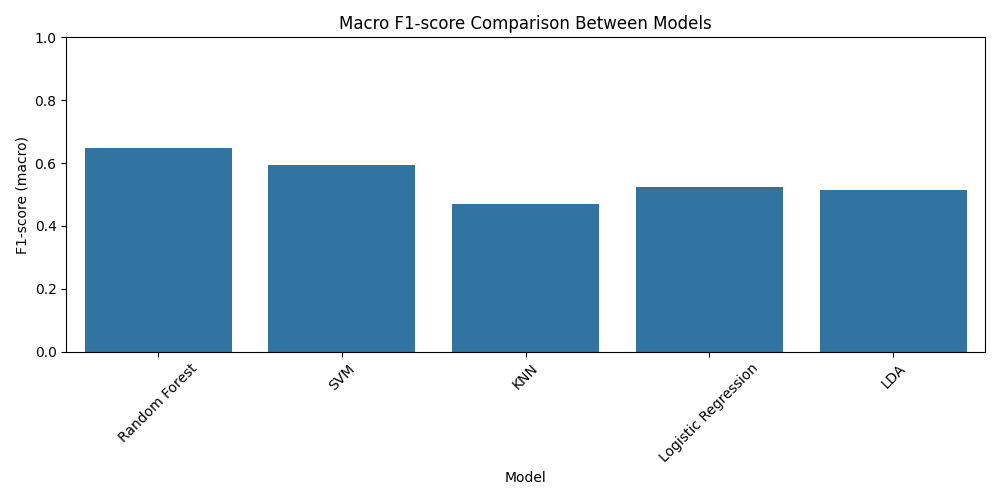 Macro F1-score Comparison Between Models
F1-score (macro)
1.0
0.8
0.6
0.4
0.2
0.0
Random Forest
SVM
KNN
Logistic Regression
LDA
Model